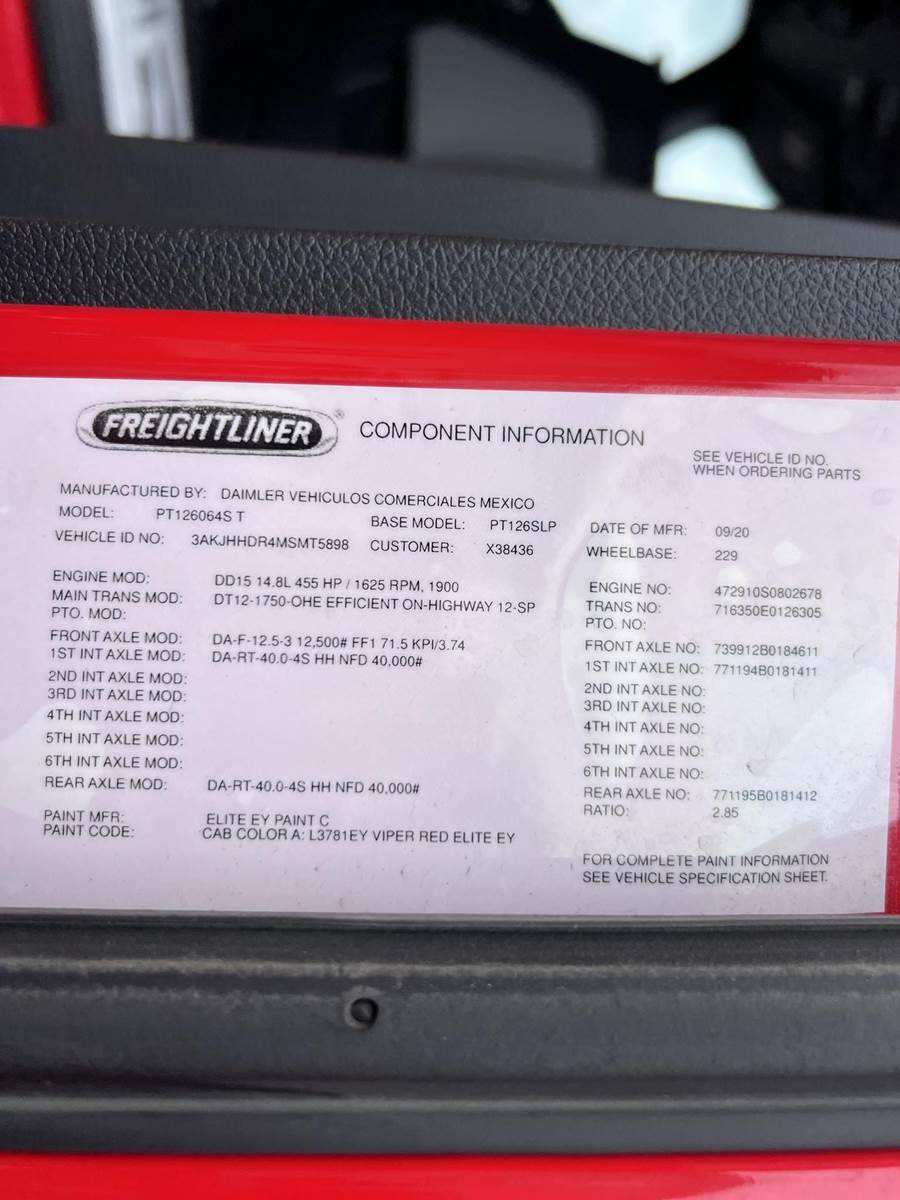 FREIGHTLINER® COMPONENT INFORMATION
SEE VEHICLE ID NO.
WHEN ORDERING PARTS
MANUFACTURED BY: DAIMLER VEHICULOS COMERCIALES MEXICO
MODEL: PT126064S T BASE MODEL: PT126SLP DATE OF MFR: 09/20
VEHICLE ID NO: 3AKJHHDR4MSMT5898 CUSTOMER: X38436 WHEELBASE: 229
ENGINE MOD: DD15 14.8L 455 HP / 1625 RPM, 1900 ENGINE NO: 472910S0802678
MAIN TRANS MOD: DT12-1750-OHE EFFICIENT ON-HIGHWAY 12-SP TRANS NO: 716350E0126305
PTO. MOD: PTO. NO:
FRONT AXLE MOD: DA-F-12.5-3 12,500# FF1 71.5 KPI/3.74 FRONT AXLE NO: 739912B0184611
1ST INT AXLE MOD: DA-RT-40.0-4S HH NFD 40,000# 1ST INT AXLE NO: 771194B0181411
2ND INT AXLE MOD: 2ND INT AXLE NO:
3RD INT AXLE MOD: 3RD INT AXLE NO:
4TH INT AXLE MOD: 4TH INT AXLE NO:
5TH INT AXLE MOD: 5TH INT AXLE NO:
6TH INT AXLE MOD: 6TH INT AXLE NO:
REAR AXLE MOD: DA-RT-40.0-4S HH NFD 40,000# REAR AXLE NO: 771195B0181412
RATIO: 2.85
PAINT MFR: ELITE EY PAINT C
PAINT CODE: CAB COLOR A: L3781EY VIPER RED ELITE EY
FOR COMPLETE PAINT INFORMATION
SEE VEHICLE SPECIFICATION SHEET.